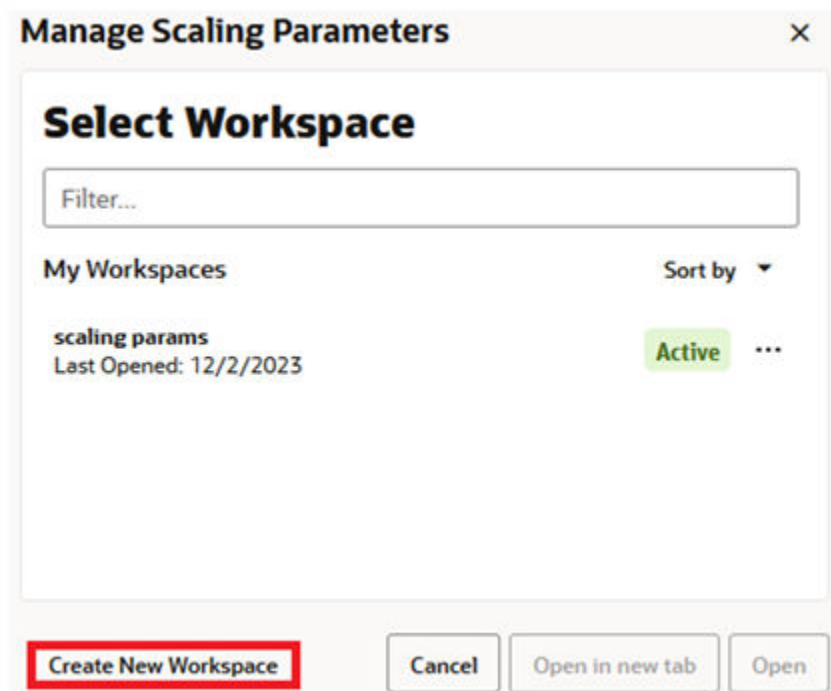 Manage Scaling Parameters
Select Workspace
Filter...
My Workspaces
Sort by
scaling params
Last Opened: 12/2/2023
Active
Create New Workspace
Cancel
Open in new tab
Open